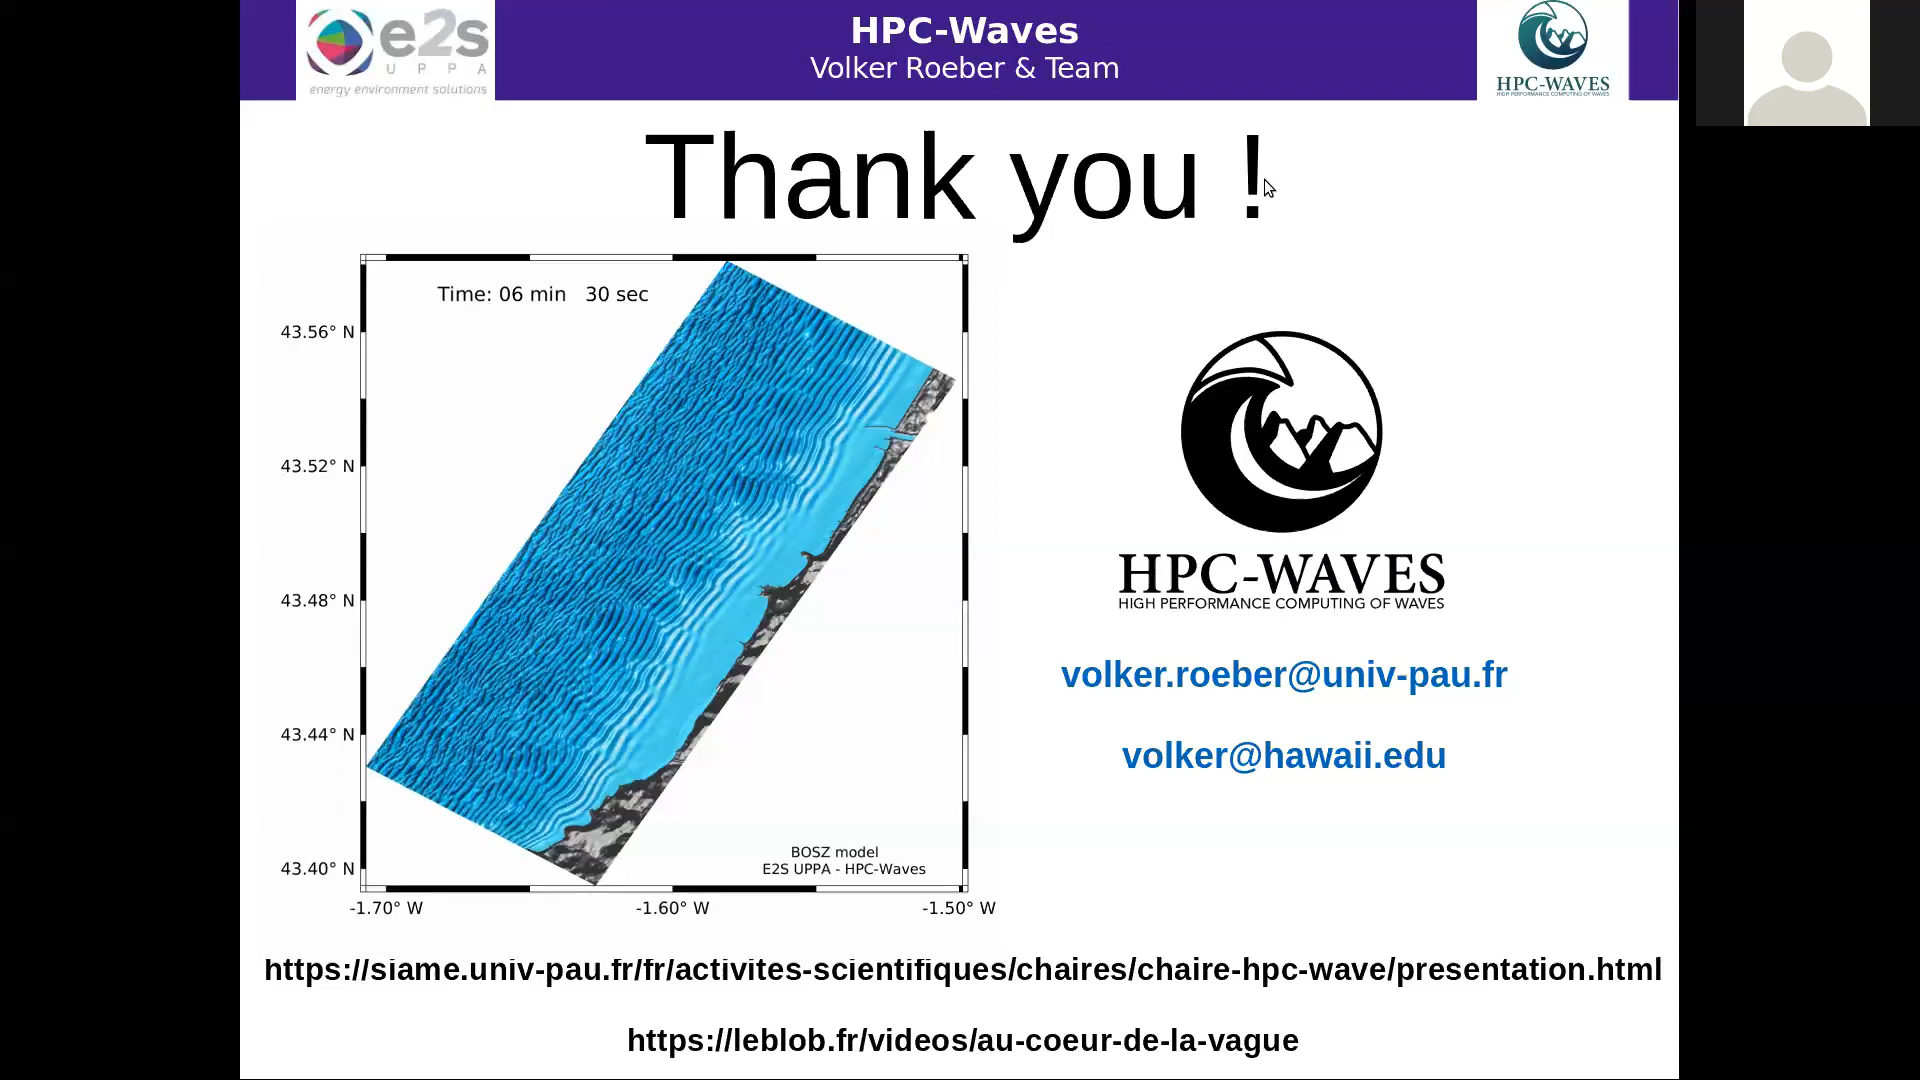 e2s
UPPA
energy environment solutions
HPC-Waves
Volker Roeber & Team
HPC-WAVES
HIGH PERFORMANCE COMPUTING OF WAVES
Thank you !
Time: 06 min 30 sec
43.56° N
43.52° N
43.48° N
43.44° N
43.40° N
BOSZ model
E2S UPPA - HPC-Waves
-1.70° W
-1.60° W
-1.50° W
HPC-WAVES
HIGH PERFORMANCE COMPUTING OF WAVES
volker.roeber@univ-pau.fr
volker@hawaii.edu
https://siame.univ-pau.fr/fr/activites-scientifiques/chaires/chaire-hpc-wave/presentation.html
https://leblob.fr/videos/au-coeur-de-la-vague